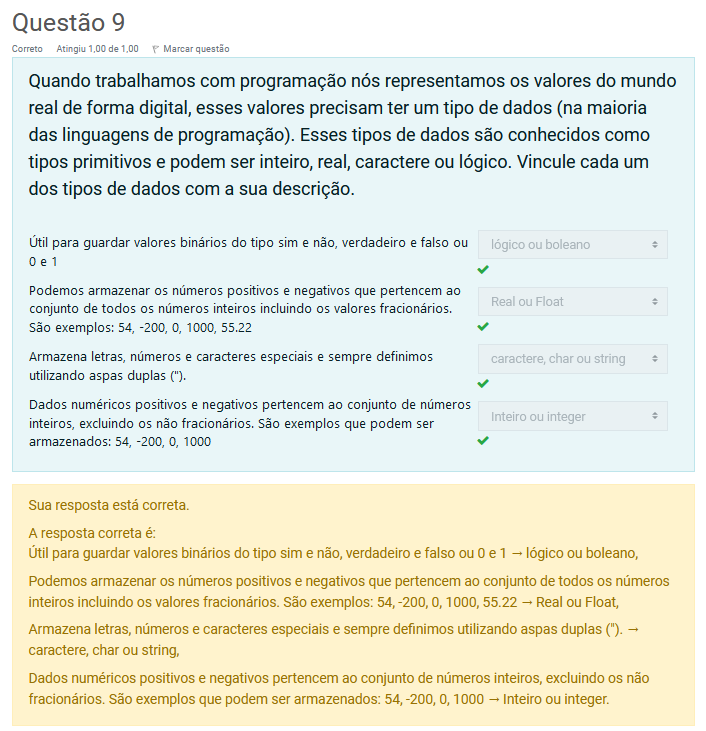 Questão 9
Correto Atingiu 1,00 de 1,00 Marcar questão
Quando trabalhamos com programação nós representamos os valores do mundo
real de forma digital, esses valores precisam ter um tipo de dados (na maioria
das linguagens de programação). Esses tipos de dados são conhecidos como
tipos primitivos e podem ser inteiro, real, caractere ou lógico. Vincule cada um
dos tipos de dados com a sua descrição.
Útil para guardar valores binários do tipo sim e não, verdadeiro e falso ou
0 e 1
lógico ou boleano
Podemos armazenar os números positivos e negativos que pertencem ao
conjunto de todos os números inteiros incluindo os valores fracionários.
São exemplos: 54, -200, 0, 1000, 55.22
Real ou Float
Armazena letras, números e caracteres especiais e sempre definimos
utilizando aspas duplas (").
caractere, char ou string
Dados numéricos positivos e negativos pertencem ao conjunto de números
inteiros, excluindo os não fracionários. São exemplos que podem ser
armazenados: 54, -200, 0, 1000
Inteiro ou integer
Sua resposta está correta.
A resposta correta é:
Útil para guardar valores binários do tipo sim e não, verdadeiro e falso ou 0 e 1 → lógico ou boleano,
Podemos armazenar os números positivos e negativos que pertencem ao conjunto de todos os números
inteiros incluindo os valores fracionários. São exemplos: 54, -200, 0, 1000, 55.22 → Real ou Float,
Armazena letras, números e caracteres especiais e sempre definimos utilizando aspas duplas ("). →
caractere, char ou string,
Dados numéricos positivos e negativos pertencem ao conjunto de números inteiros, excluindo os não
fracionários. São exemplos que podem ser armazenados: 54, -200, 0, 1000 → Inteiro ou integer.